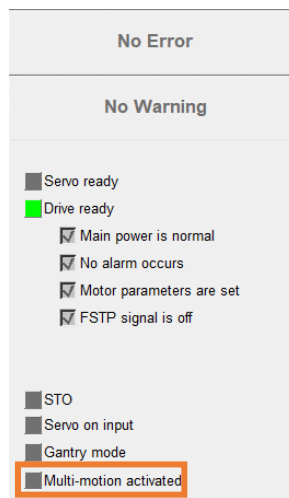 No Error
No Warning
Servo ready
Drive ready
Main power is normal
No alarm occurs
Motor parameters are set
FSTP signal is off
STO
Servo on input
Gantry mode
Multi-motion activated